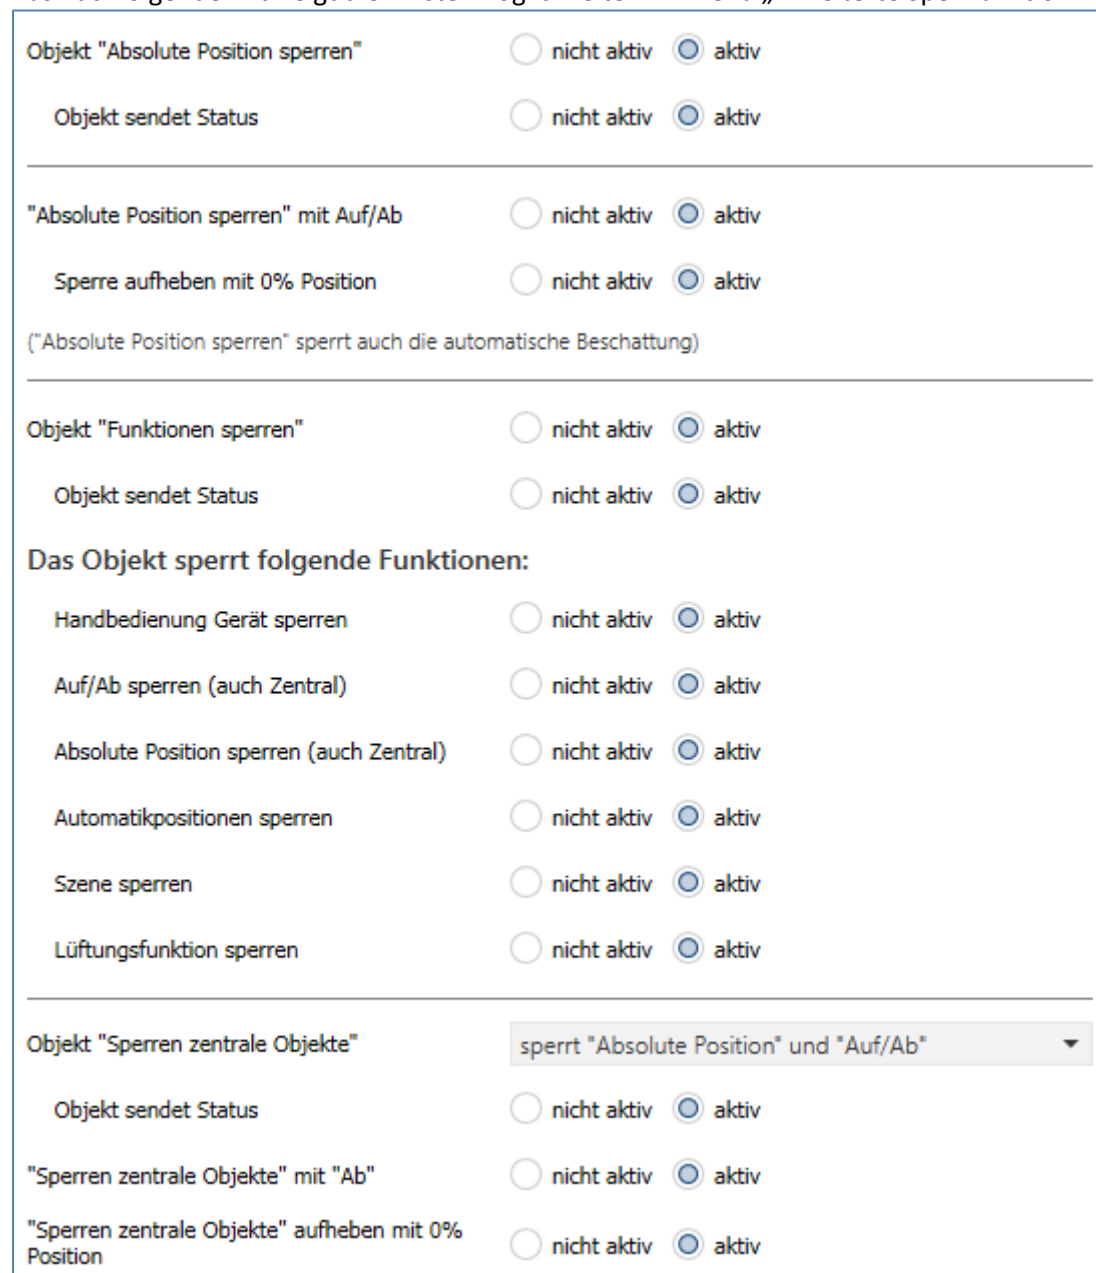 Objekt "Absolute Position sperren" nicht aktiv aktiv
Objekt sendet Status nicht aktiv aktiv
"Absolute Position sperren" mit Auf/Ab nicht aktiv aktiv
Sperre aufheben mit 0% Position nicht aktiv aktiv
("Absolute Position sperren" sperrt auch die automatische Beschattung)
Objekt "Funktionen sperren" nicht aktiv aktiv
Objekt sendet Status nicht aktiv aktiv
Das Objekt sperrt folgende Funktionen:
Handbedienung Gerät sperren nicht aktiv aktiv
Auf/Ab sperren (auch Zentral) nicht aktiv aktiv
Absolute Position sperren (auch Zentral) nicht aktiv aktiv
Automatikpositionen sperren nicht aktiv aktiv
Szene sperren nicht aktiv aktiv
Lüftungsfunktion sperren nicht aktiv aktiv
Objekt "Sperren zentrale Objekte" sperrt "Absolute Position" und "Auf/Ab"
Objekt sendet Status nicht aktiv aktiv
"Sperren zentrale Objekte" mit "Ab" nicht aktiv aktiv
"Sperren zentrale Objekte" aufheben mit 0%
Position nicht aktiv aktiv